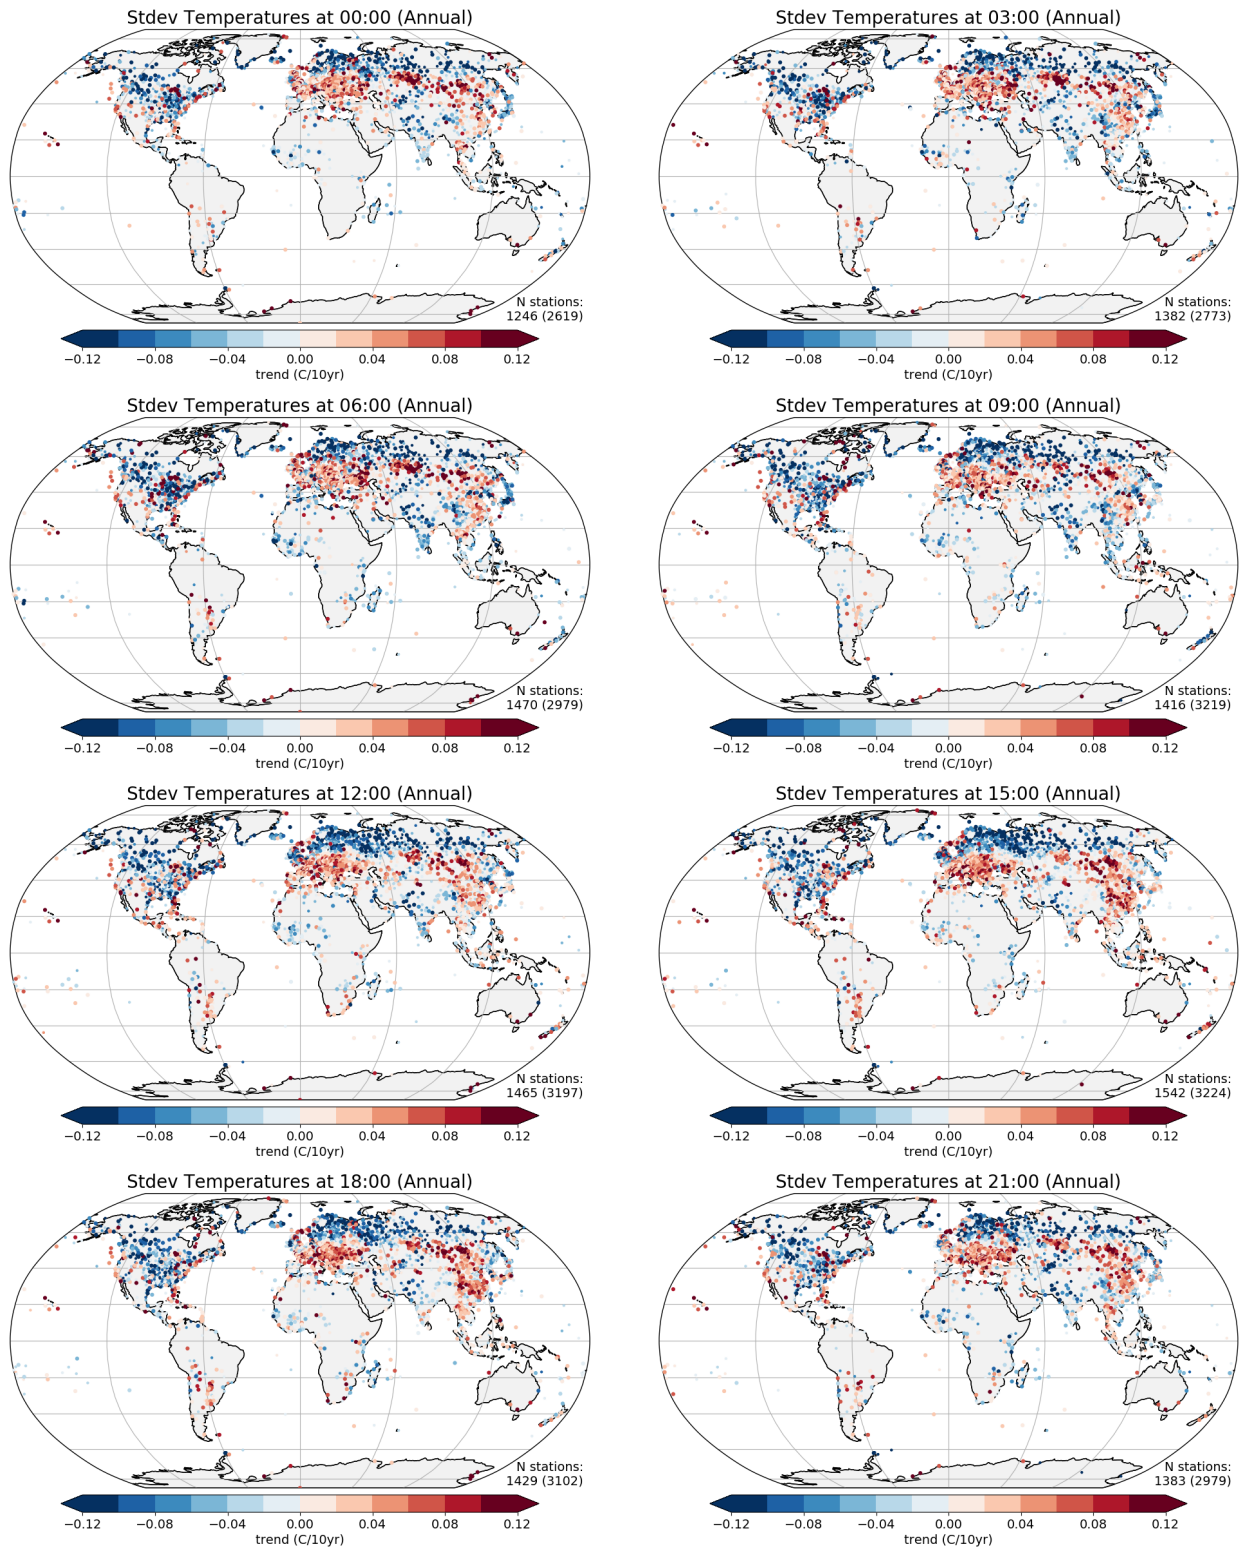 Stdev Temperatures at 00:00 (Annual)
N stations:
1246 (2619)
−0.12 −0.08 −0.04 0.00 0.04 0.08 0.12
trend (C/10yr)
Stdev Temperatures at 03:00 (Annual)
N stations:
1382 (2773)
−0.12 −0.08 −0.04 0.00 0.04 0.08 0.12
trend (C/10yr)
Stdev Temperatures at 06:00 (Annual)
N stations:
1470 (2979)
−0.12 −0.08 −0.04 0.00 0.04 0.08 0.12
trend (C/10yr)
Stdev Temperatures at 09:00 (Annual)
N stations:
1416 (3219)
−0.12 −0.08 −0.04 0.00 0.04 0.08 0.12
trend (C/10yr)
Stdev Temperatures at 12:00 (Annual)
N stations:
1465 (3197)
−0.12 −0.08 −0.04 0.00 0.04 0.08 0.12
trend (C/10yr)
Stdev Temperatures at 15:00 (Annual)
N stations:
1542 (3224)
−0.12 −0.08 −0.04 0.00 0.04 0.08 0.12
trend (C/10yr)
Stdev Temperatures at 18:00 (Annual)
N stations:
1429 (3102)
−0.12 −0.08 −0.04 0.00 0.04 0.08 0.12
trend (C/10yr)
Stdev Temperatures at 21:00 (Annual)
N stations:
1383 (2979)
−0.12 −0.08 −0.04 0.00 0.04 0.08 0.12
trend (C/10yr)